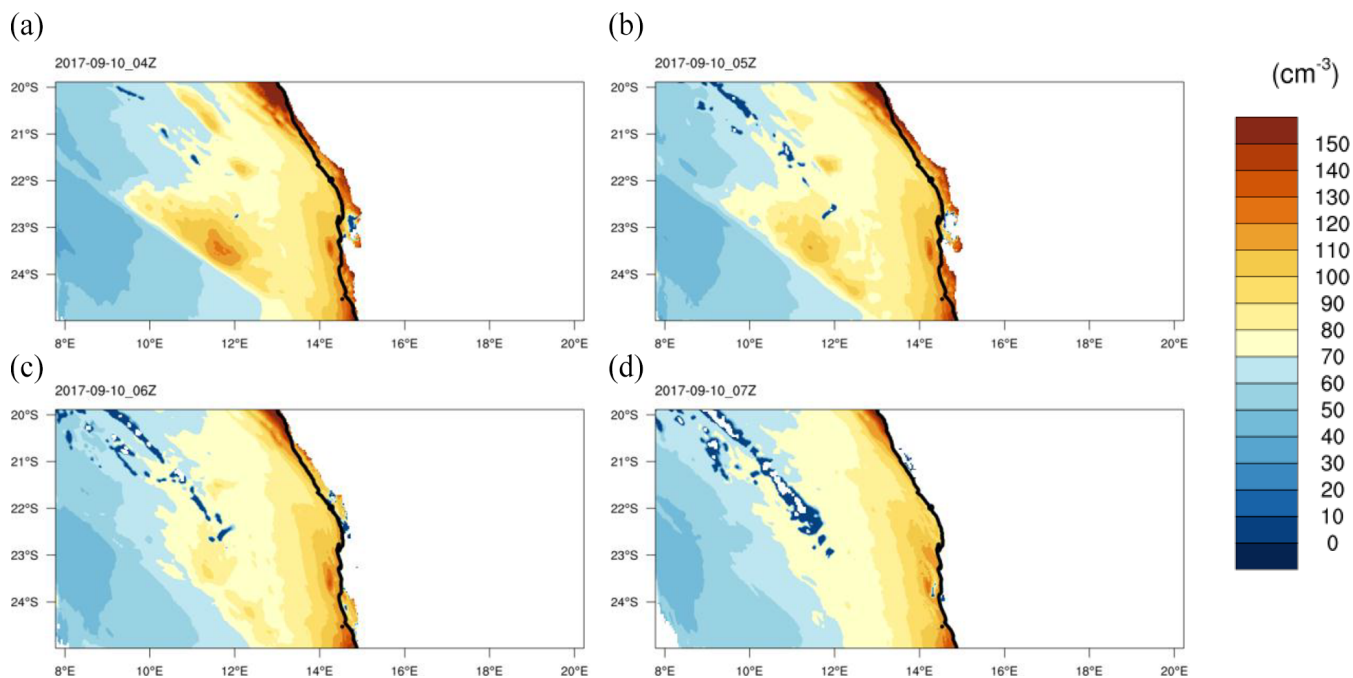 (a)
(b)
2017-09-10_04Z
2017-09-10_05Z
(cm-3)
20°S
21°S
22°S
23°S
24°S
8°E 10°E 12°E 14°E 16°E 18°E 20°E
20°S
21°S
22°S
23°S
24°S
8°E 10°E 12°E 14°E 16°E 18°E 20°E
150
140
130
120
110
100
90
80
70
60
50
40
30
20
10
0
(c)
(d)
2017-09-10_06Z
2017-09-10_07Z
20°S
21°S
22°S
23°S
24°S
8°E 10°E 12°E 14°E 16°E 18°E 20°E
20°S
21°S
22°S
23°S
24°S
8°E 10°E 12°E 14°E 16°E 18°E 20°E